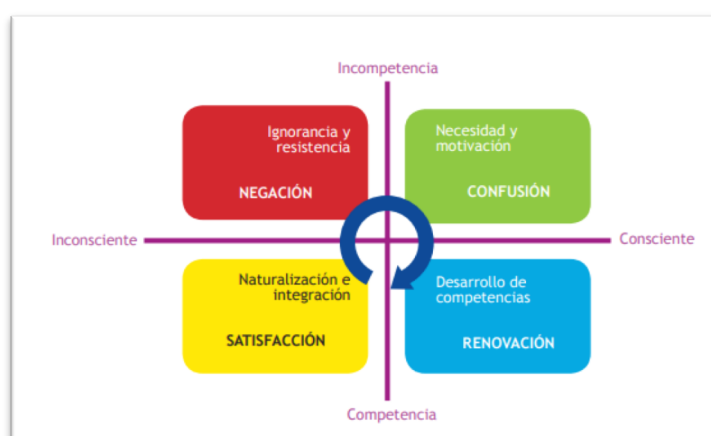 Incompetencia
Ignorancia y
resistencia
NEGACIÓN
Necesidad y
motivación
CONFUSIÓN
Inconsciente
Consciente
Naturalización e
integración
SATISFACCIÓN
Desarrollo de
competencias
RENOVACIÓN
Competencia